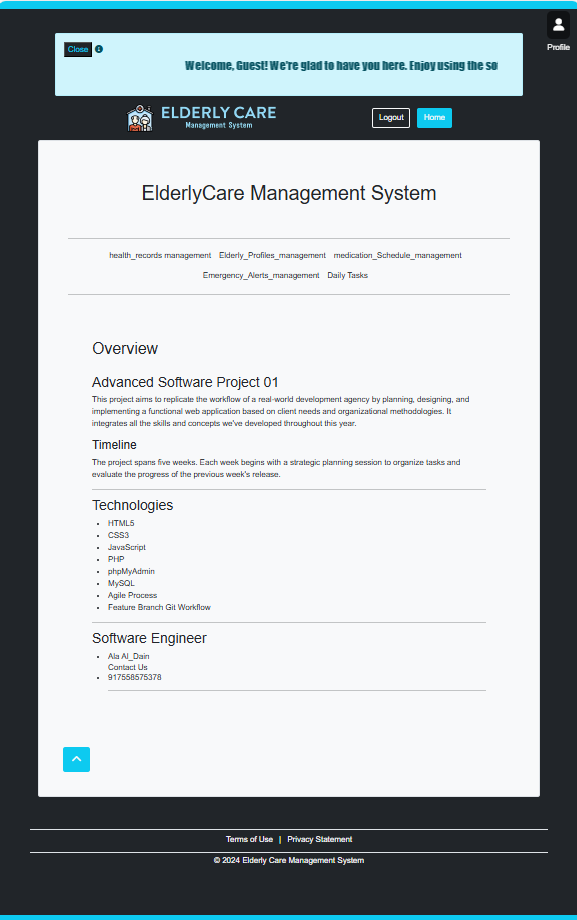 Profile
Close
Welcome, Guest! We're glad to have you here. Enjoy using the
ELDERLY CARE
Management System
Logout Home
ElderlyCare Management System
health_records management Elderly_Profiles_management medication_Schedule_management
Emergency_Alerts_management Daily Tasks
Overview
Advanced Software Project 01
This project aims to replicate the workflow of a real-world development agency by planning, designing, and
implementing a functional web application based on client needs and organizational methodologies. It
integrates all the skills and concepts we've developed throughout this year.
Timeline
The project spans five weeks. Each week begins with a strategic planning session to organize tasks and
evaluate the progress of the previous week's release.
Technologies
HTML5
CSS3
JavaScript
PHP
phpMyAdmin
MySQL
Agile Process
Feature Branch Git Workflow
Software Engineer
Ala Al_Dain
Contact Us
917558575378
Terms of Use | Privacy Statement
© 2024 Elderly Care Management System